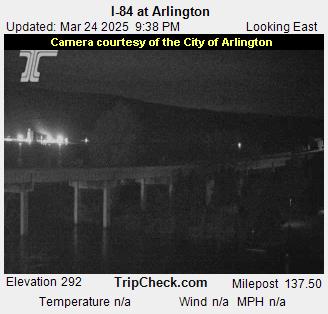 I-84 at Arlington
Updated: Mar 24 2025 9:38 PM Looking East
Camera courtesy of the City of Arlington
Elevation 292 TripCheck.com Milepost 137.50
Temperature n/a Wind n/a MPH n/a